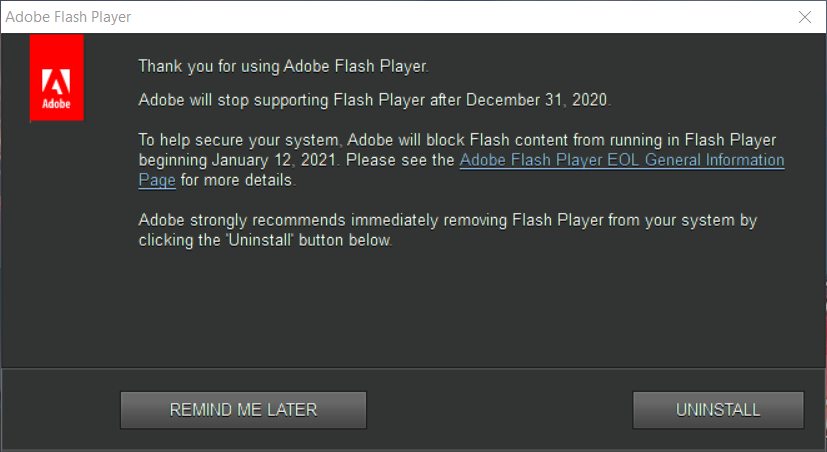 Adobe Flash Player
Adobe
Thank you for using Adobe Flash Player.
Adobe will stop supporting Flash Player after December 31, 2020.
To help secure your system, Adobe will block Flash content from running in Flash Player
beginning January 12, 2021. Please see the Adobe Flash Player EOL General Information
Page for more details.
Adobe strongly recommends immediately removing Flash Player from your system by
clicking the 'Uninstall' button below.
REMIND ME LATER
UNINSTALL